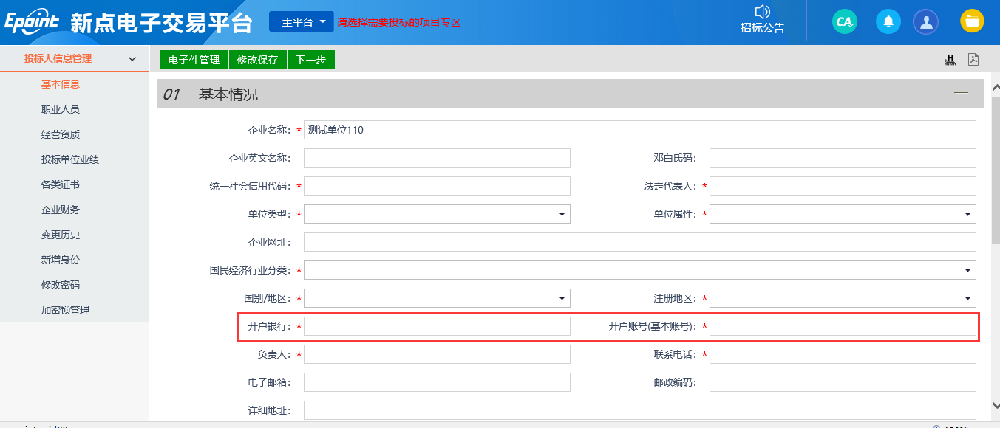 Epoint 新点电子交易平台 主平台 请选择需要投标的项目专区 招标公告 CA
投标人信息管理 电子件管理 修改保存 下一步 H
基本信息
职业人员
经营资质
投标单位业绩
各类证书
企业财务
变更历史
新增身份
修改密码
加密锁管理
01 基本情况
企业名称: * 测试单位110
企业英文名称: 邓白氏码:
统一社会信用代码: * 法定代表人: *
单位类型: * 单位属性: *
企业网址:
国民经济行业分类: *
国别/地区: * 注册地区: *
开户银行: * 开户账号(基本账号): *
负责人: * 联系电话: *
电子邮箱: 邮政编码:
详细地址: